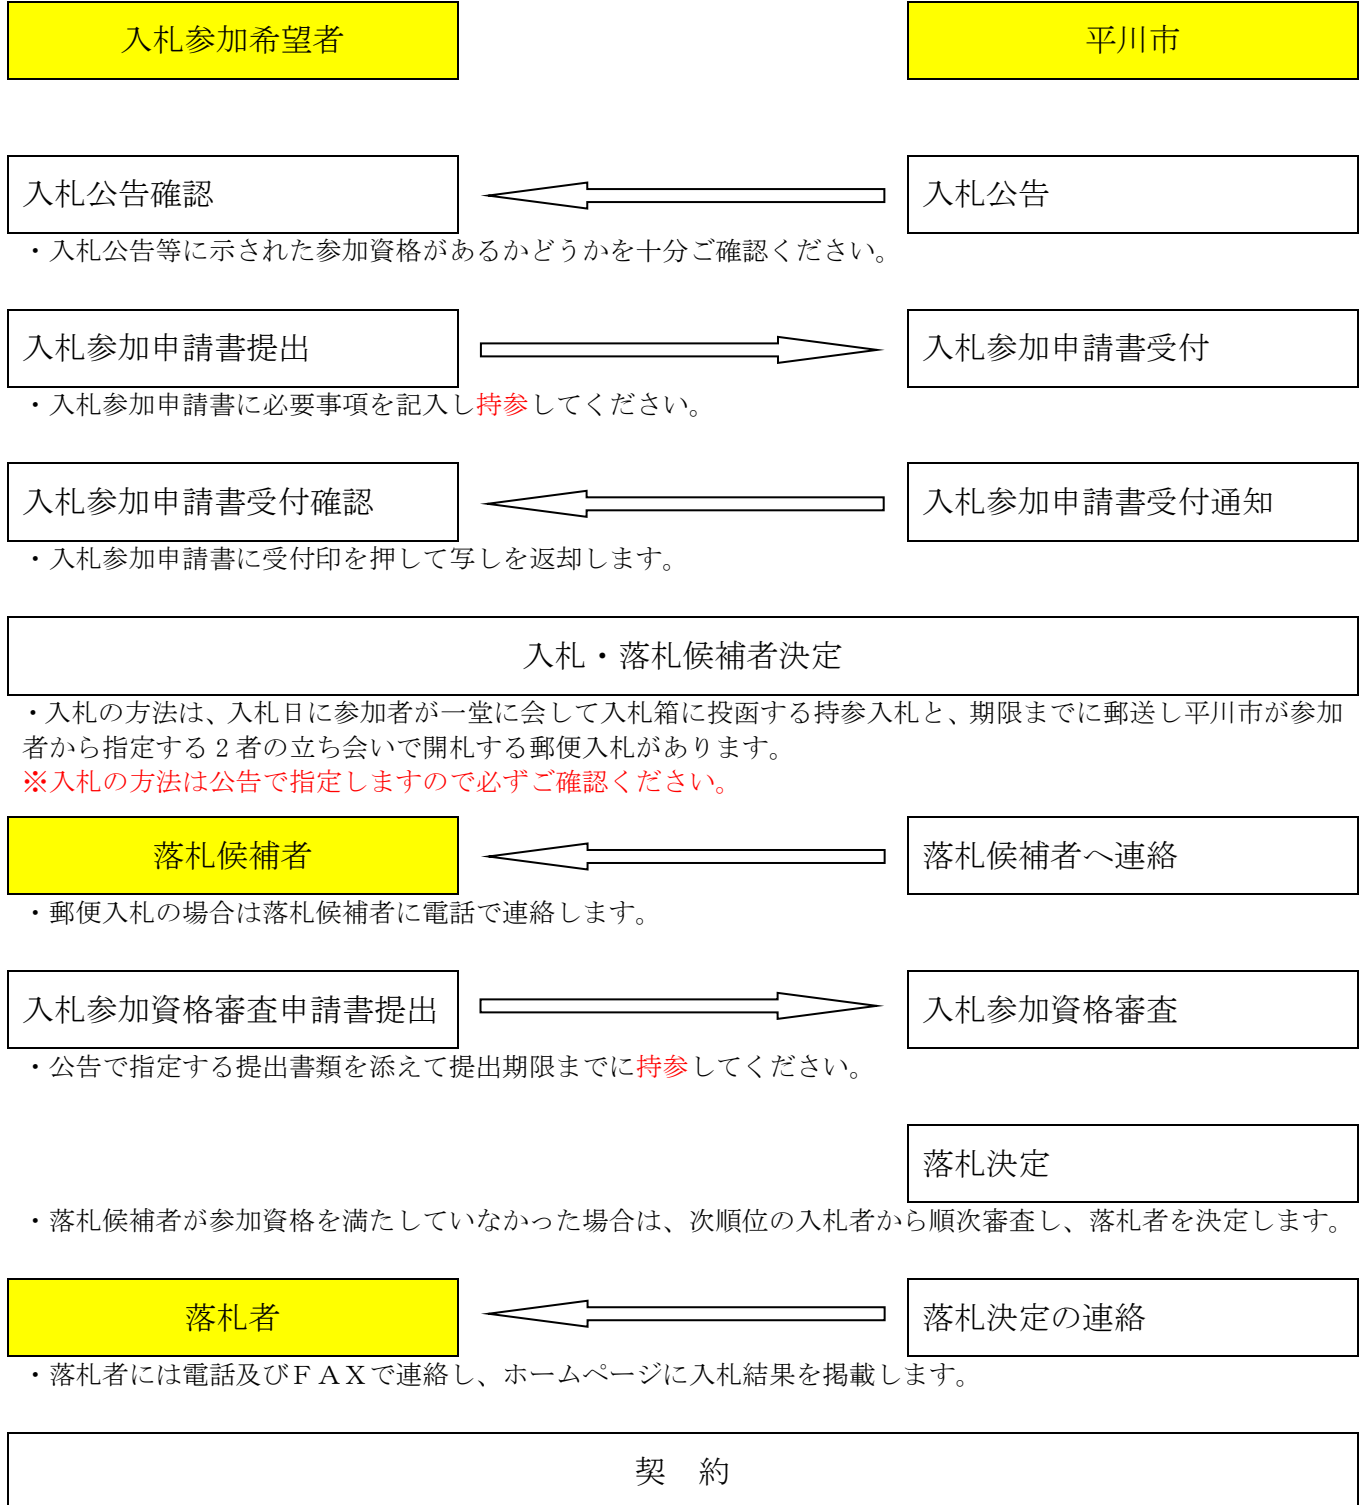 入札参加希望者
平川市
入札公告確認
入札公告
・入札公告等に示された参加資格があるかどうかを十分ご確認ください。
入札参加申請書提出
入札参加申請書受付
・入札参加申請書に必要事項を記入し持参してください。
入札参加申請書受付確認
入札参加申請書受付通知
・入札参加申請書に受付印を押して写しを返却します。
入札・落札候補者決定
・入札の方法は、入札日に参加者が一堂に会して入札箱に投函する持参入札と、期限までに郵送し平川市が参加
者から指定する2者の立ち会いで開札する郵便入札があります。
※入札の方法は公告で指定しますので必ずご確認ください。
落札候補者
落札候補者へ連絡
・郵便入札の場合は落札候補者に電話で連絡します。
入札参加資格審査申請書提出
入札参加資格審査
・公告で指定する提出書類を添えて提出期限までに持参してください。
落札決定
・落札候補者が参加資格を満たしていなかった場合は、次順位の入札者から順次審査し、落札者を決定します。
落札者
落札決定の連絡
・落札者には電話及びFAXで連絡し、ホームページに入札結果を掲載します。
契　約